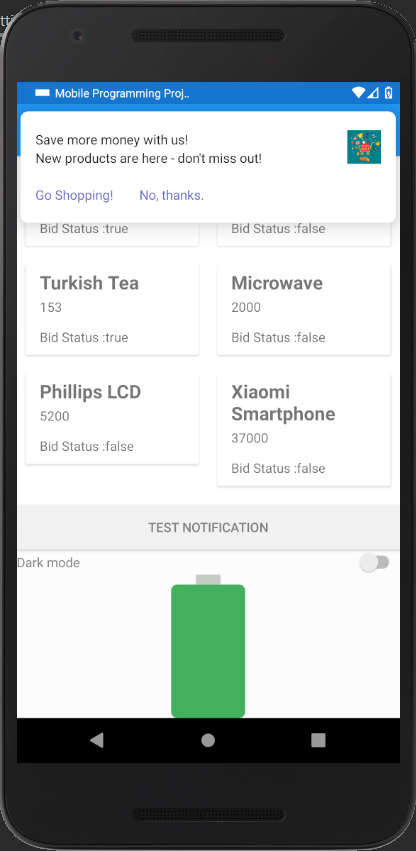 Mobile Programming Proj..
Save more money with us!
New products are here - don't miss out!
Go Shopping! No, thanks.
Bid Status :true
Bid Status :false
Turkish Tea
153
Bid Status :true
Microwave
2000
Bid Status :false
Phillips LCD
5200
Bid Status :false
Xiaomi
Smartphone
37000
Bid Status :false
TEST NOTIFICATION
Dark mode